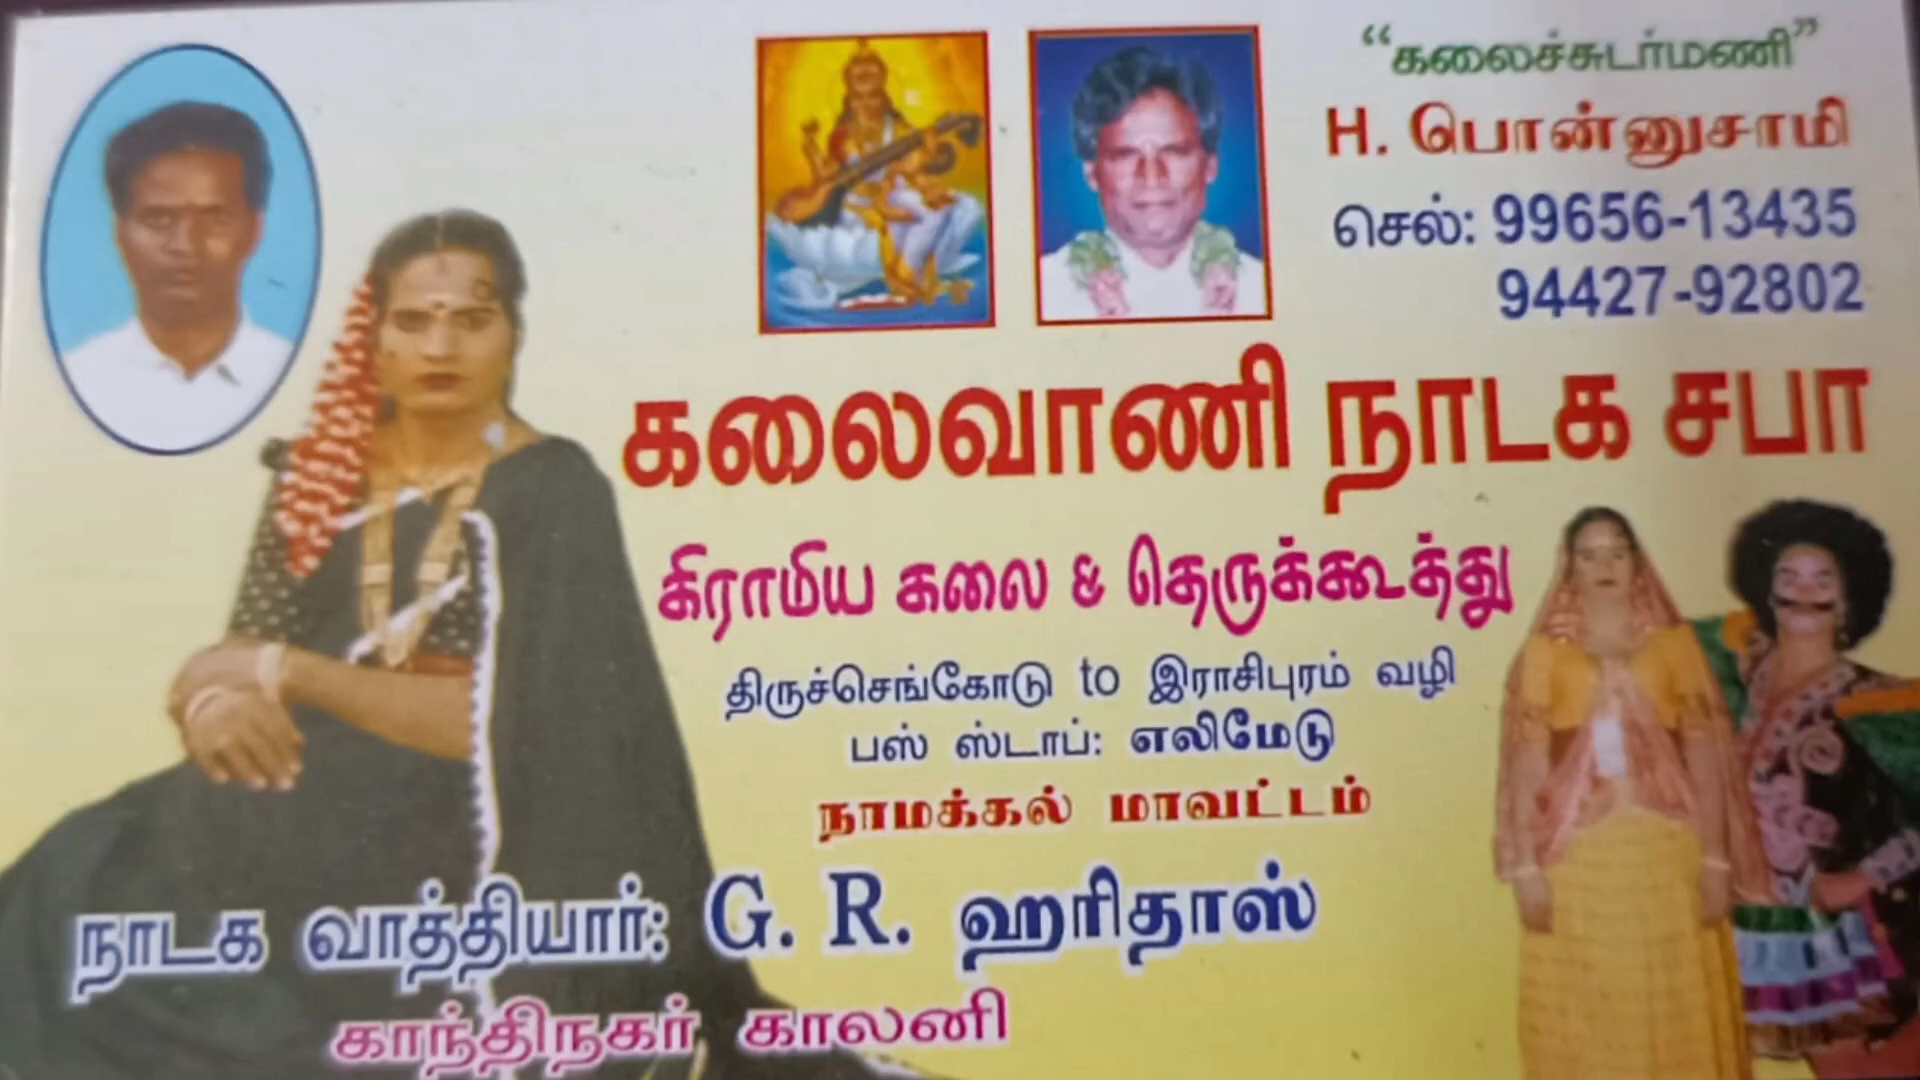 “கலைச்சுடர்மணி”
H. பொன்னுசாமி
செல்: 99656-13435
94427-92802
கலைவாணி நாடக சபா
கிராமிய கலை & தெருக்கூத்து
திருச்செங்கோடு to இராசிபுரம் வழி
பஸ் ஸ்டாப்: எலிமேடு
நாமக்கல் மாவட்டம்
நாடக வாத்தியார்: G. R. ஹரிதாஸ்
காந்திநகர் காலனி